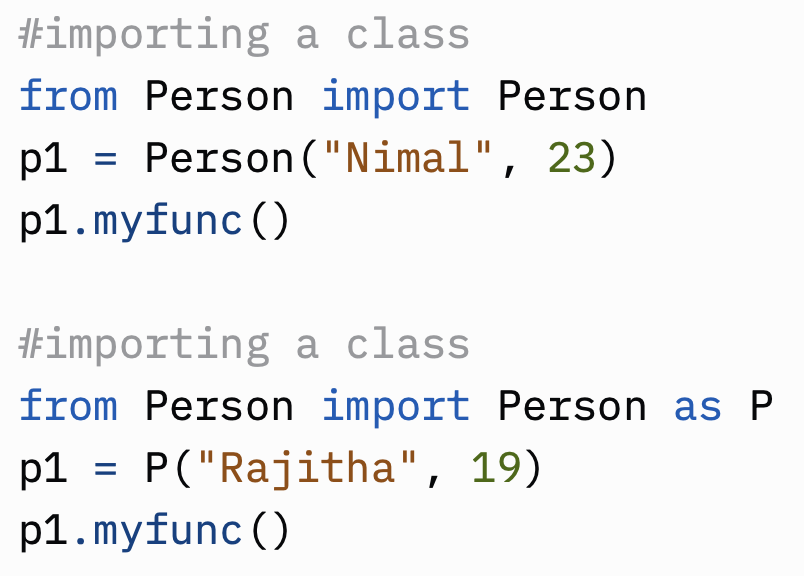 #importing a class
from Person import Person
p1 = Person("Nimal", 23)
p1.myfunc()
#importing a class
from Person import Person as P
p1 = P("Rajitha", 19)
p1.myfunc()